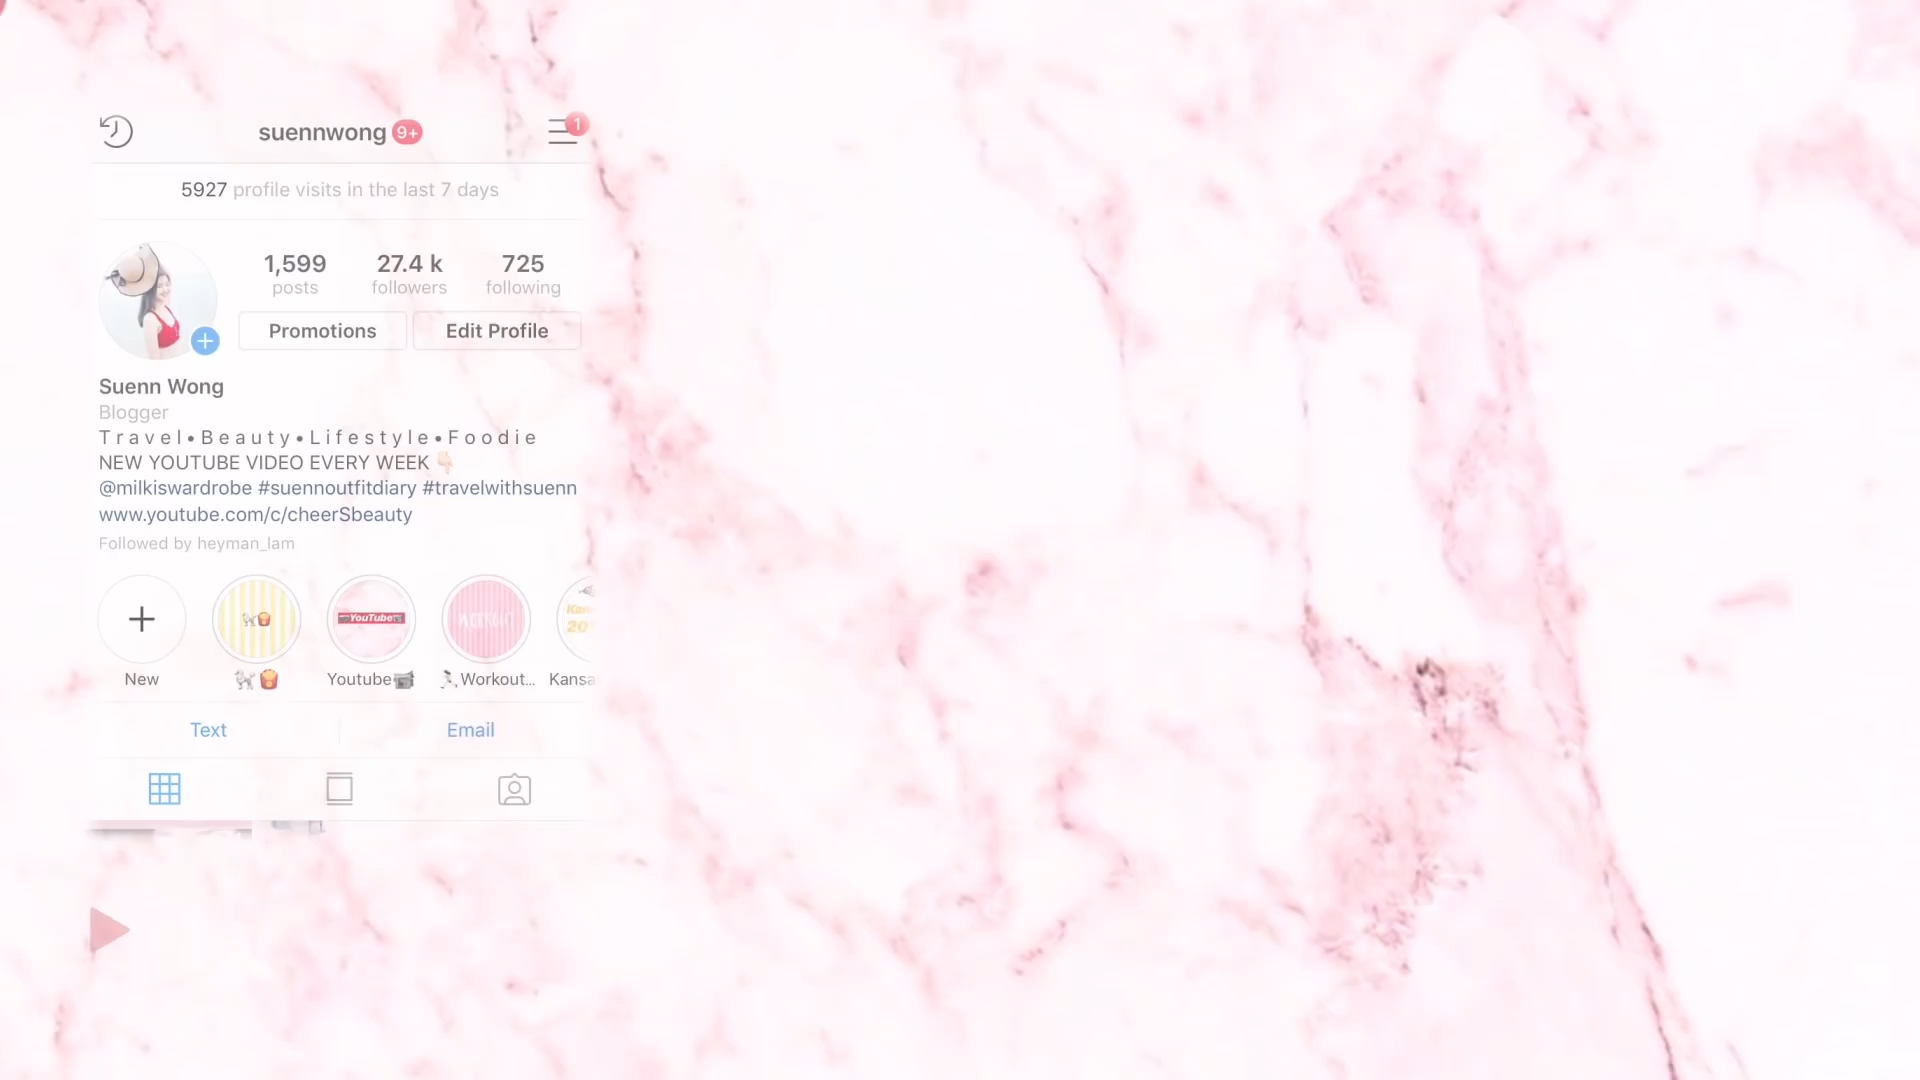 suennwong 9+
1
5927 profile visits in the last 7 days
1,599 27.4 k 725
posts followers following
Promotions Edit Profile
Suenn Wong
Blogger
T r a v e l • B e a u t y • L i f e s t y l e • F o o d i e
NEW YOUTUBE VIDEO EVERY WEEK 👇🏻
@milkiswardrobe #suennoutfitdiary #travelwithsuenn
www.youtube.com/c/cheerSbeauty
Followed by heyman_lam
YouTube WORKOUT
New 🐩🍟 Youtube📹 Workout... Kansa
Text Email